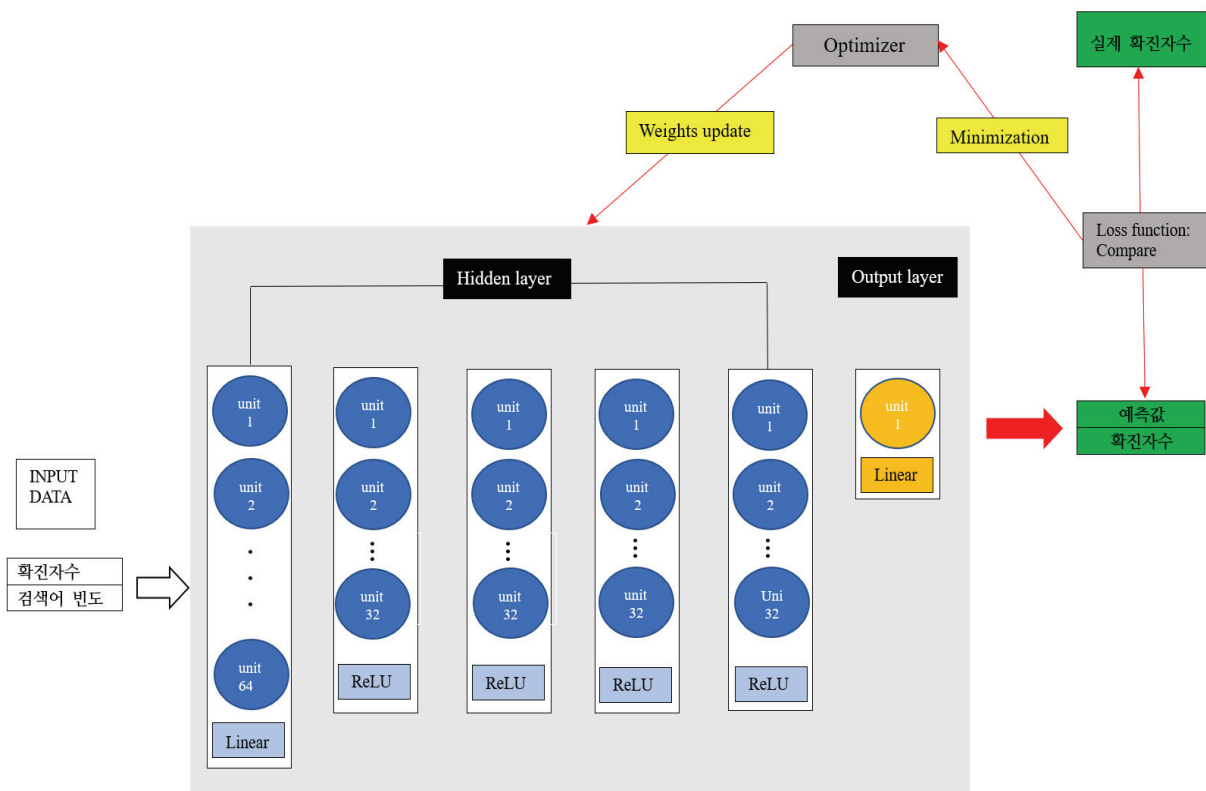 Optimizer
실제 확진자수
Weights update
Minimization
Loss function:
Compare
Hidden layer
Output layer
INPUT
DATA
확진자수
검색어 빈도
unit
1
unit
2
unit
64
Linear
unit
1
unit
2
unit
32
ReLU
unit
1
unit
2
unit
32
ReLU
unit
1
unit
2
unit
32
ReLU
unit
1
unit
2
Uni
32
ReLU
unit
1
Linear
예측값
확진자수